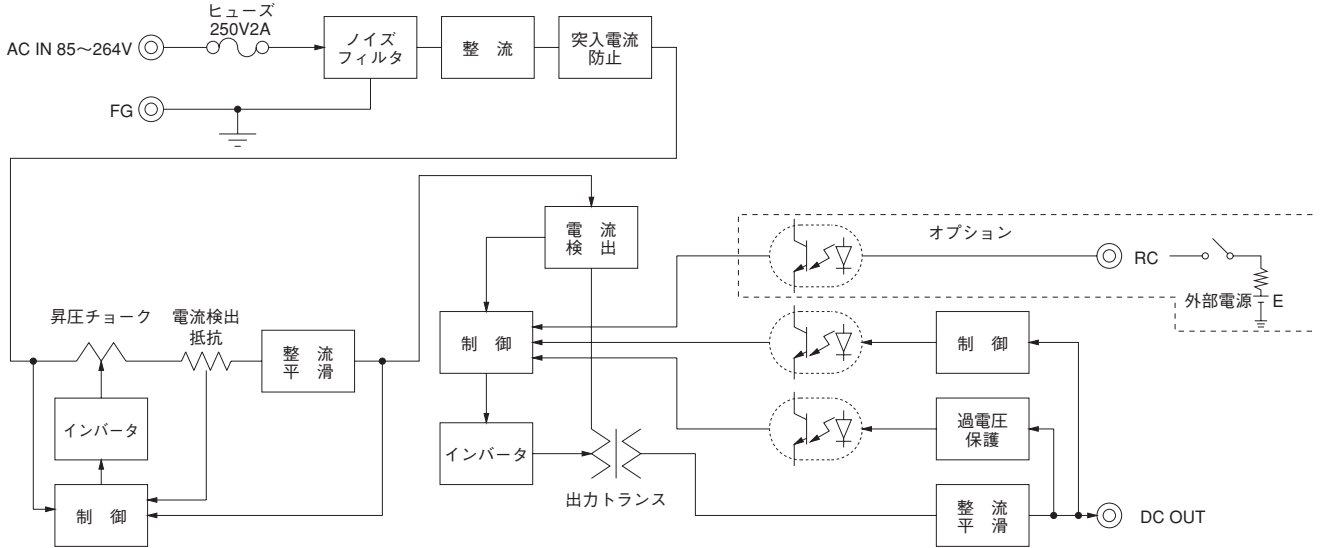 ヒューズ
250V2A
AC IN 85～264V
ノイズ
フィルタ
整 流
突入電流
防止
FG
電 流
検 出
オプション
RC
外部電源
E
昇圧チョーク
電流検出
抵抗
整 流
平 滑
制 御
制 御
インバータ
過電圧
保護
インバータ
出力トランス
制 御
整 流
平 滑
DC OUT